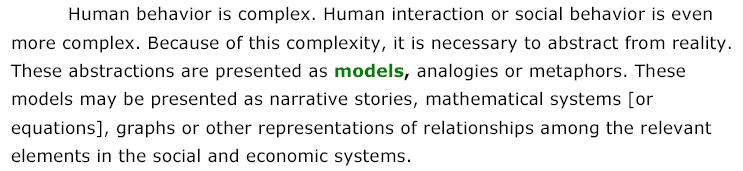 Human behavior is complex. Human interaction or social behavior is even
more complex. Because of this complexity, it is necessary to abstract from reality.
These abstractions are presented as models, analogies or metaphors. These
models may be presented as narrative stories, mathematical systems [or
equations], graphs or other representations of relationships among the relevant
elements in the social and economic systems.